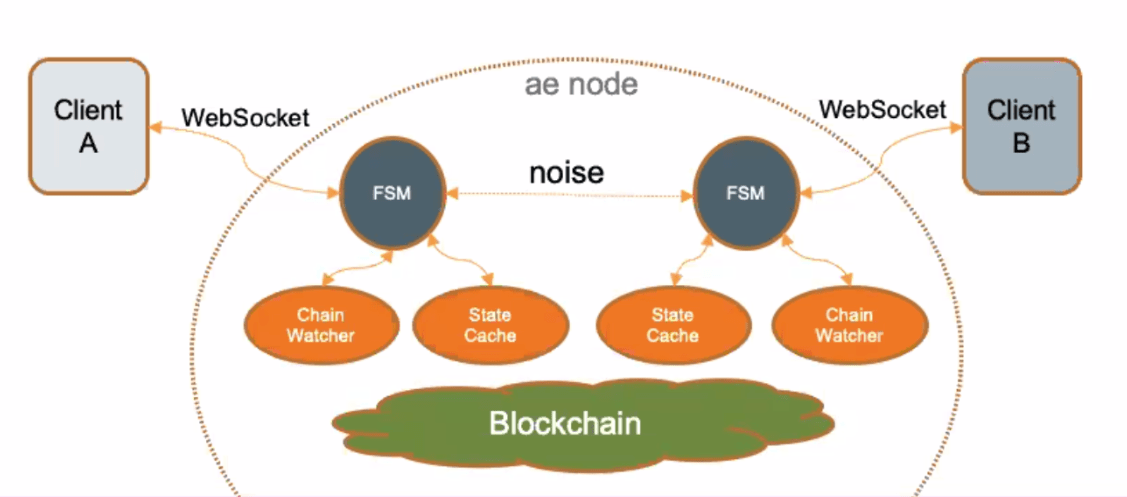 ae node
Client
A
WebSocket
WebSocket
Client
B
FSM
noise
FSM
Chain
Watcher
State
Cache
State
Cache
Chain
Watcher
Blockchain